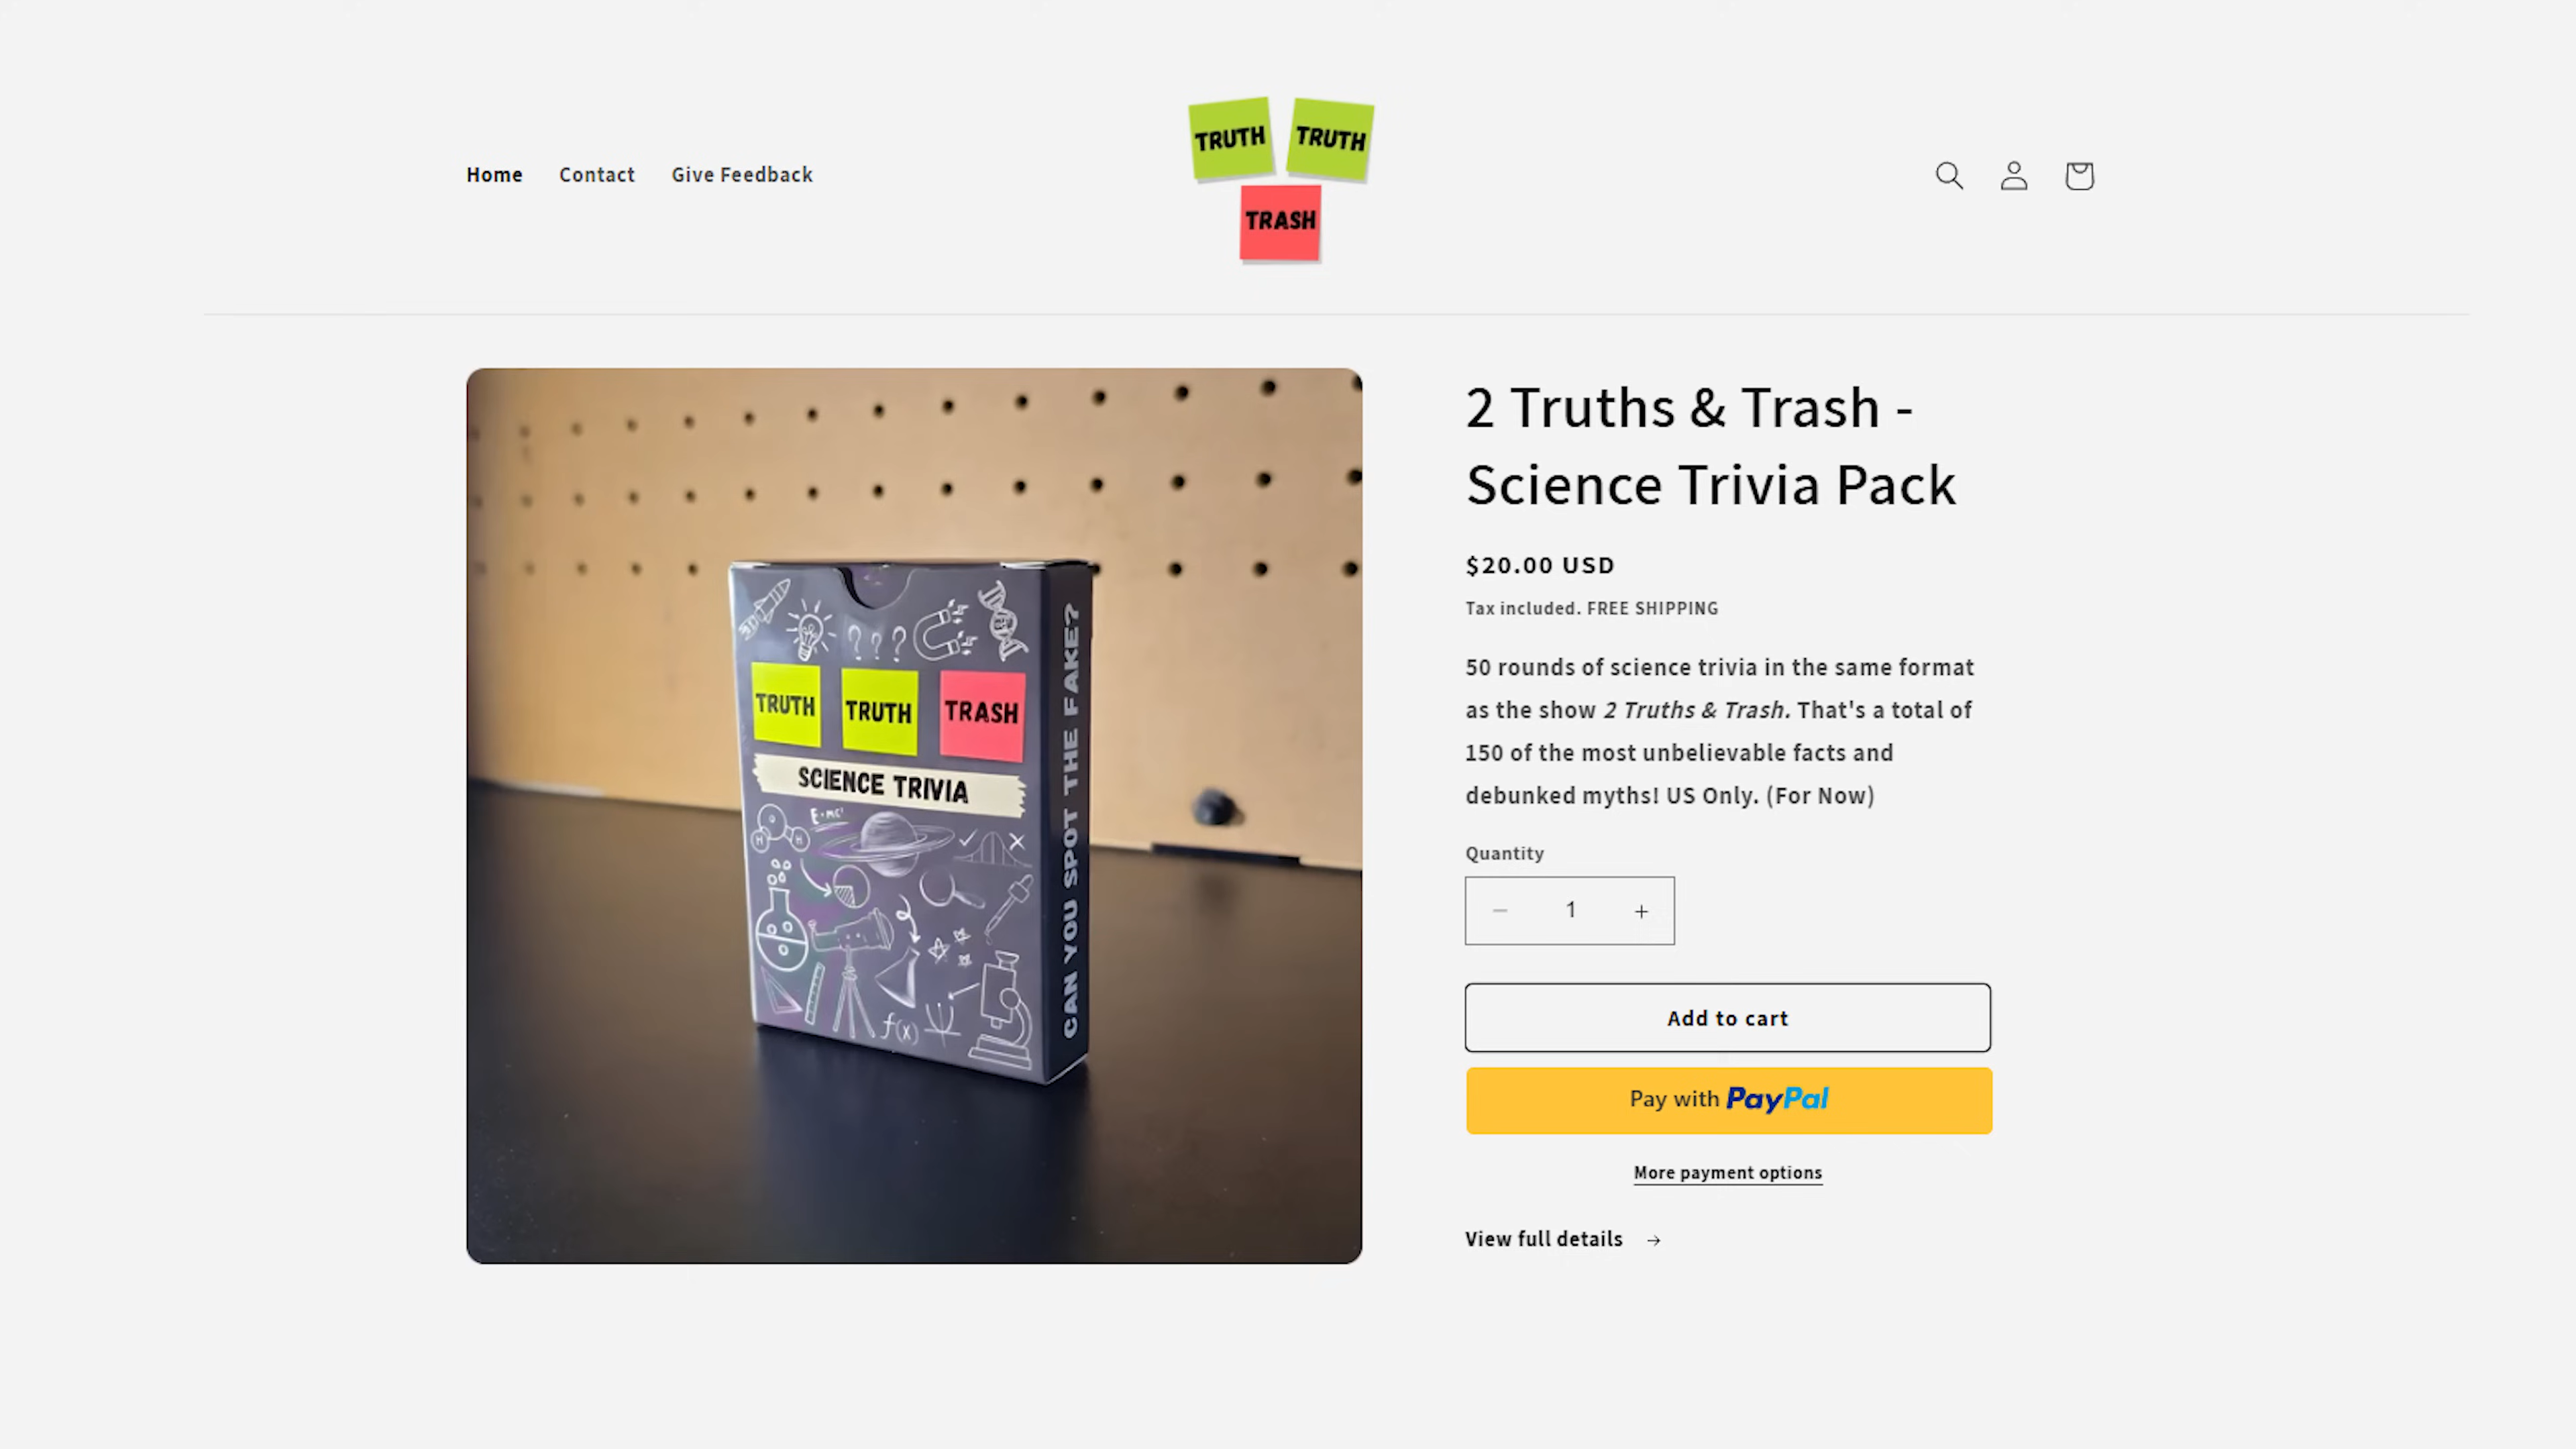 Home Contact Give Feedback
TRUTH TRUTH
TRASH
2 Truths & Trash -
Science Trivia Pack
$20.00 USD
Tax included. FREE SHIPPING
50 rounds of science trivia in the same format
as the show 2 Truths & Trash. That's a total of
150 of the most unbelievable facts and
debunked myths! US Only. (For Now)
Quantity
− 1 +
Add to cart
Pay with PayPal
More payment options
View full details →
? ? ?
TRUTH TRUTH TRASH
SCIENCE TRIVIA
E=mc²
H O H
f(x)
CAN YOU SPOT THE FAKE?